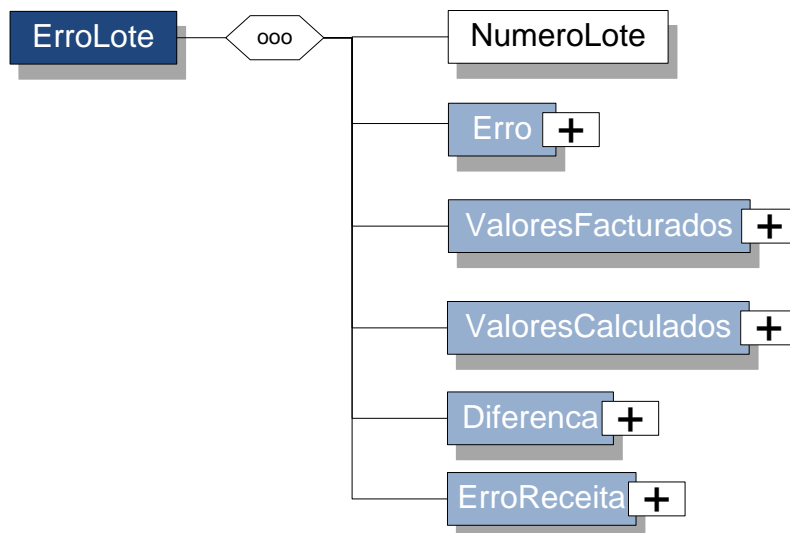 ErroLote
ooo
NumeroLote
Erro
+
ValoresFacturados
+
ValoresCalculados
+
Diferenca
+
ErroReceita
+